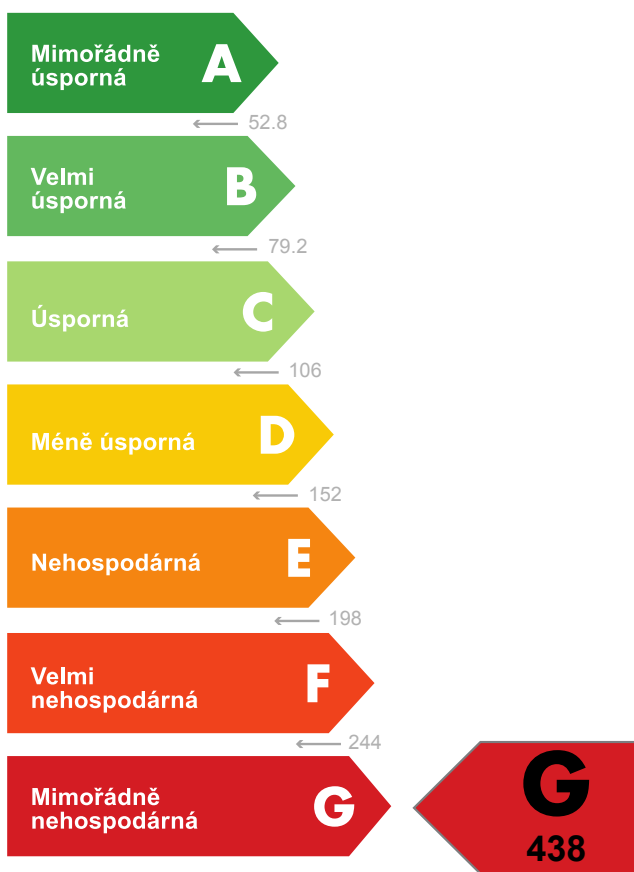 Mimořádně
úsporná
A
52.8
Velmi
úsporná
B
79.2
Úsporná
C
106
Méně úsporná
D
152
Nehospodárná
E
198
Velmi
nehospodárná
F
244
Mimořádně
nehospodárná
G
G
438